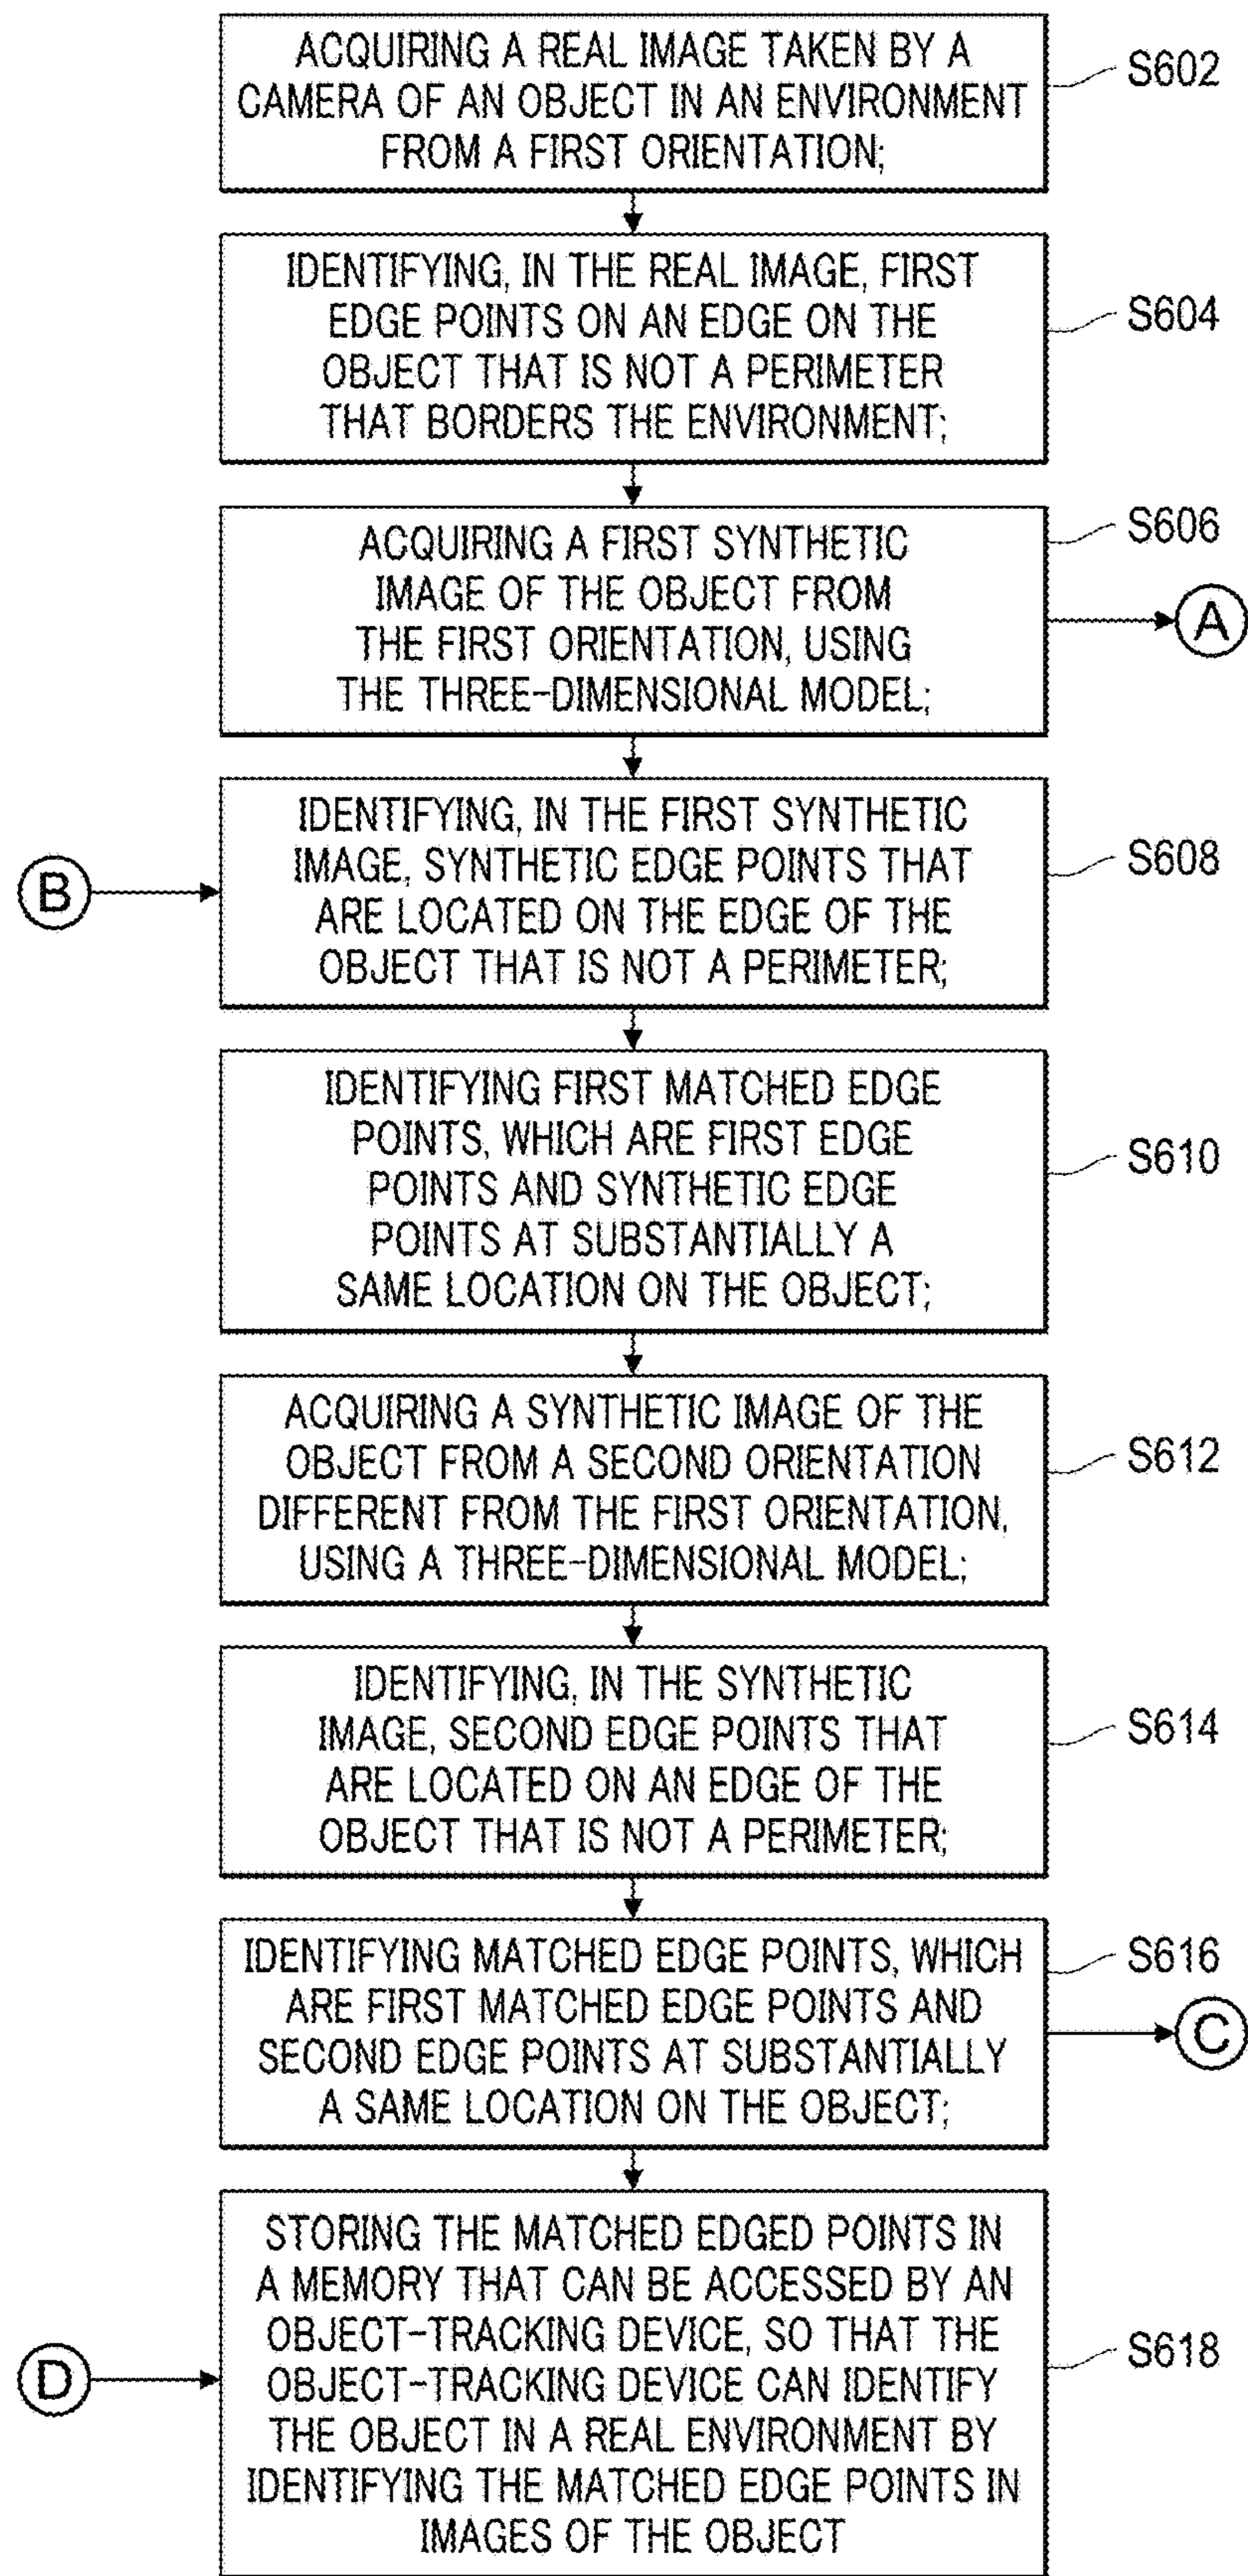 ACQUIRING A REAL IMAGE TAKEN BY A
CAMERA OF AN OBJECT IN AN ENVIRONMENT
FROM A FIRST ORIENTATION;
S602
IDENTIFYING, IN THE REAL IMAGE, FIRST
EDGE POINTS ON AN EDGE ON THE
OBJECT THAT IS NOT A PERIMETER
THAT BORDERS THE ENVIRONMENT;
S604
ACQUIRING A FIRST SYNTHETIC
IMAGE OF THE OBJECT FROM
THE FIRST ORIENTATION, USING
THE THREE-DIMENSIONAL MODEL;
S606
A
B
IDENTIFYING, IN THE FIRST SYNTHETIC
IMAGE, SYNTHETIC EDGE POINTS THAT
ARE LOCATED ON THE EDGE OF THE
OBJECT THAT IS NOT A PERIMETER;
S608
IDENTIFYING FIRST MATCHED EDGE
POINTS, WHICH ARE FIRST EDGE
POINTS AND SYNTHETIC EDGE
POINTS AT SUBSTANTIALLY A
SAME LOCATION ON THE OBJECT;
S610
ACQUIRING A SYNTHETIC IMAGE OF THE
OBJECT FROM A SECOND ORIENTATION
DIFFERENT FROM THE FIRST ORIENTATION,
USING A THREE-DIMENSIONAL MODEL;
S612
IDENTIFYING, IN THE SYNTHETIC
IMAGE, SECOND EDGE POINTS THAT
ARE LOCATED ON AN EDGE OF THE
OBJECT THAT IS NOT A PERIMETER;
S614
IDENTIFYING MATCHED EDGE POINTS, WHICH
ARE FIRST MATCHED EDGE POINTS AND
SECOND EDGE POINTS AT SUBSTANTIALLY
A SAME LOCATION ON THE OBJECT;
S616
C
D
STORING THE MATCHED EDGED POINTS IN
A MEMORY THAT CAN BE ACCESSED BY AN
OBJECT-TRACKING DEVICE, SO THAT THE
OBJECT-TRACKING DEVICE CAN IDENTIFY
THE OBJECT IN A REAL ENVIRONMENT BY
IDENTIFYING THE MATCHED EDGE POINTS IN
IMAGES OF THE OBJECT
S618